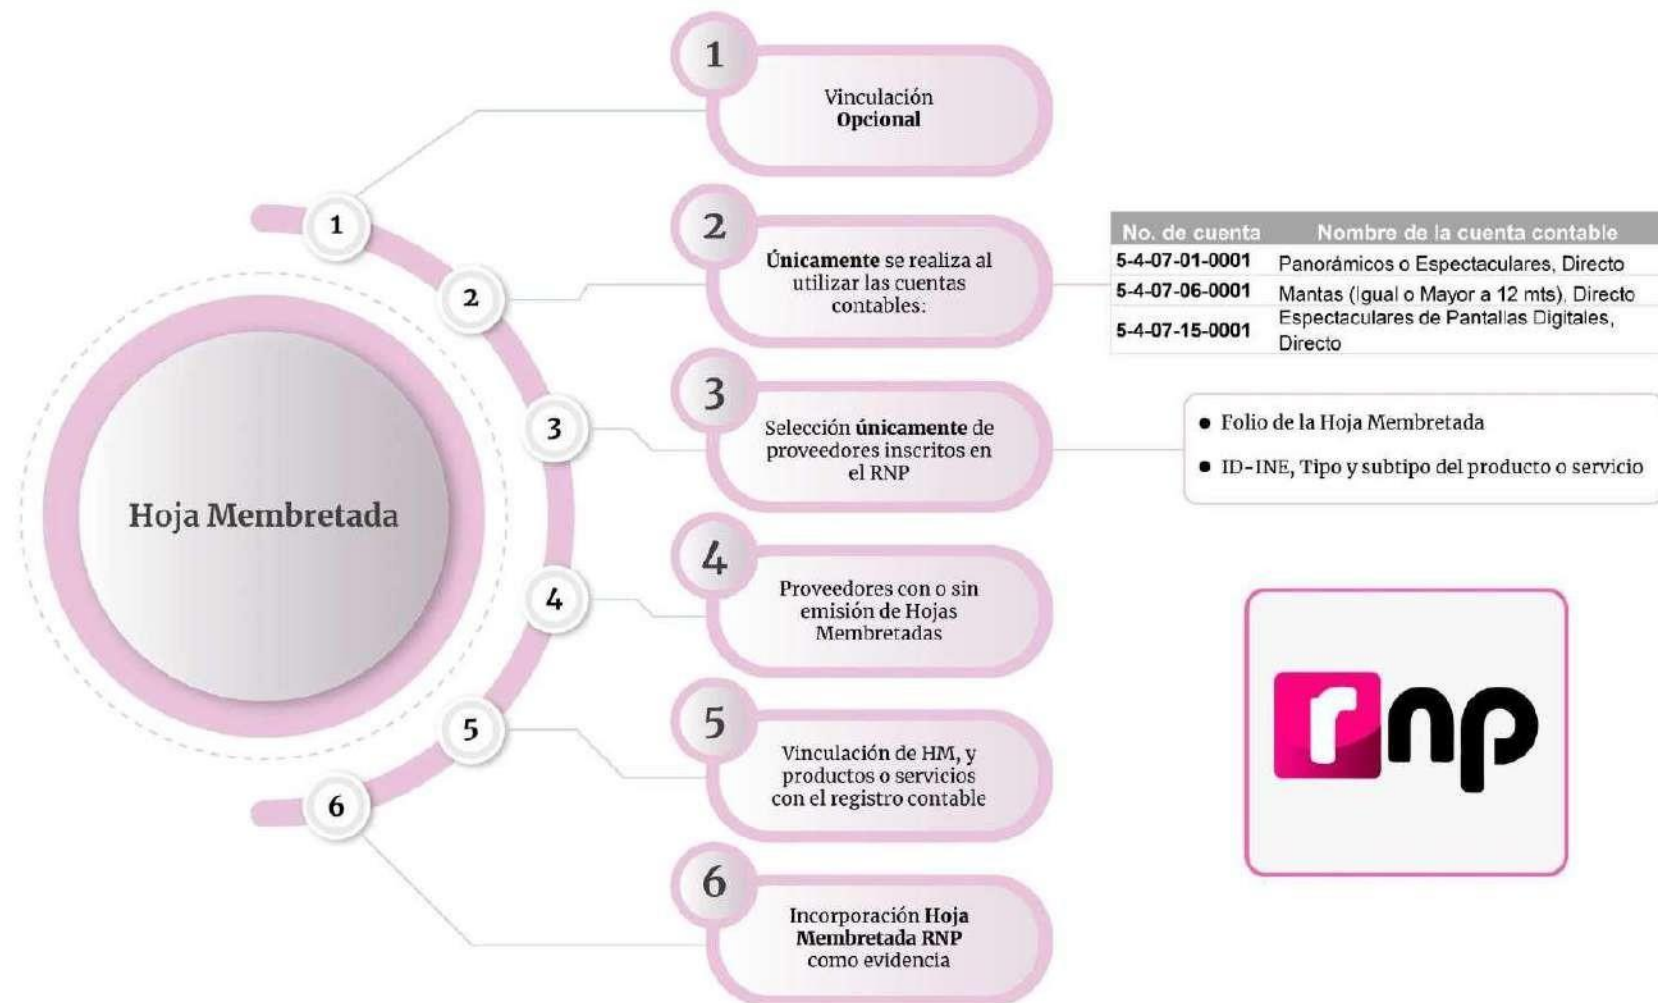 Hoja Membretada
1
2
3
4
5
6
1
Vinculación
Opcional
2
Únicamente se realiza al
utilizar las cuentas
contables:
No. de cuenta Nombre de la cuenta contable
5-4-07-01-0001 Panorámicos o Espectaculares, Directo
5-4-07-06-0001 Mantas (Igual o Mayor a 12 mts), Directo
5-4-07-15-0001 Espectaculares de Pantallas Digitales,
Directo
3
Selección únicamente de
proveedores inscritos en
el RNP
● Folio de la Hoja Membretada
● ID-INE, Tipo y subtipo del producto o servicio
4
Proveedores con o sin
emisión de Hojas
Membretadas
5
Vinculación de HM, y
productos o servicios
con el registro contable
6
Incorporación Hoja
Membretada RNP
como evidencia
rnp